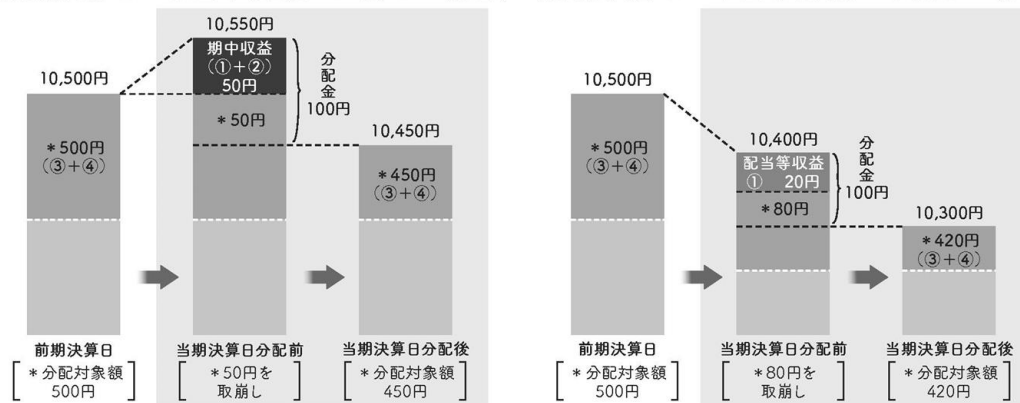 10,550円
10,500円
期中収益
(①+②)
50円
分配金
100円
*500円
(③+④)
*50円
10,450円
*450円
(③+④)
前期決算日
当期決算日分配前
当期決算日分配後
*分配対象額
500円
*50円を
取崩し
*分配対象額
450円
10,500円
*500円
(③+④)
10,400円
配当等収益
① 20円
分配金
100円
*80円
10,300円
*420円
(③+④)
前期決算日
当期決算日分配前
当期決算日分配後
*分配対象額
500円
*80円を
取崩し
*分配対象額
420円